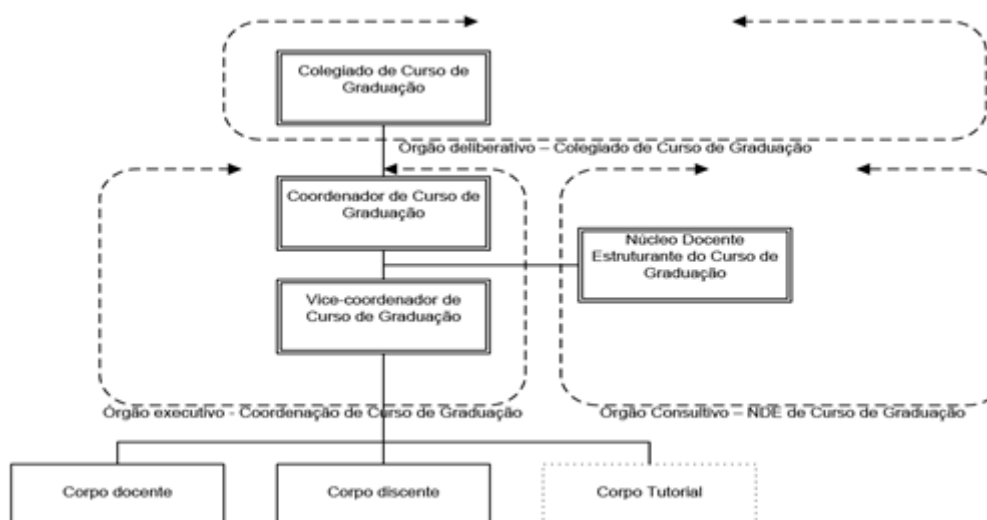 Colegiado de Curso de
Graduação
Órgão deliberativo – Colegiado de Curso de Graduação
Coordenador de Curso de
Graduação
Núcleo Docente
Estruturante do Curso de
Graduação
Vice-coordenador de
Curso de Graduação
Órgão executivo - Coordenação de Curso de Graduação
Órgão Consultivo – NDE de Curso de Graduação
Corpo docente
Corpo discente
Corpo Tutorial